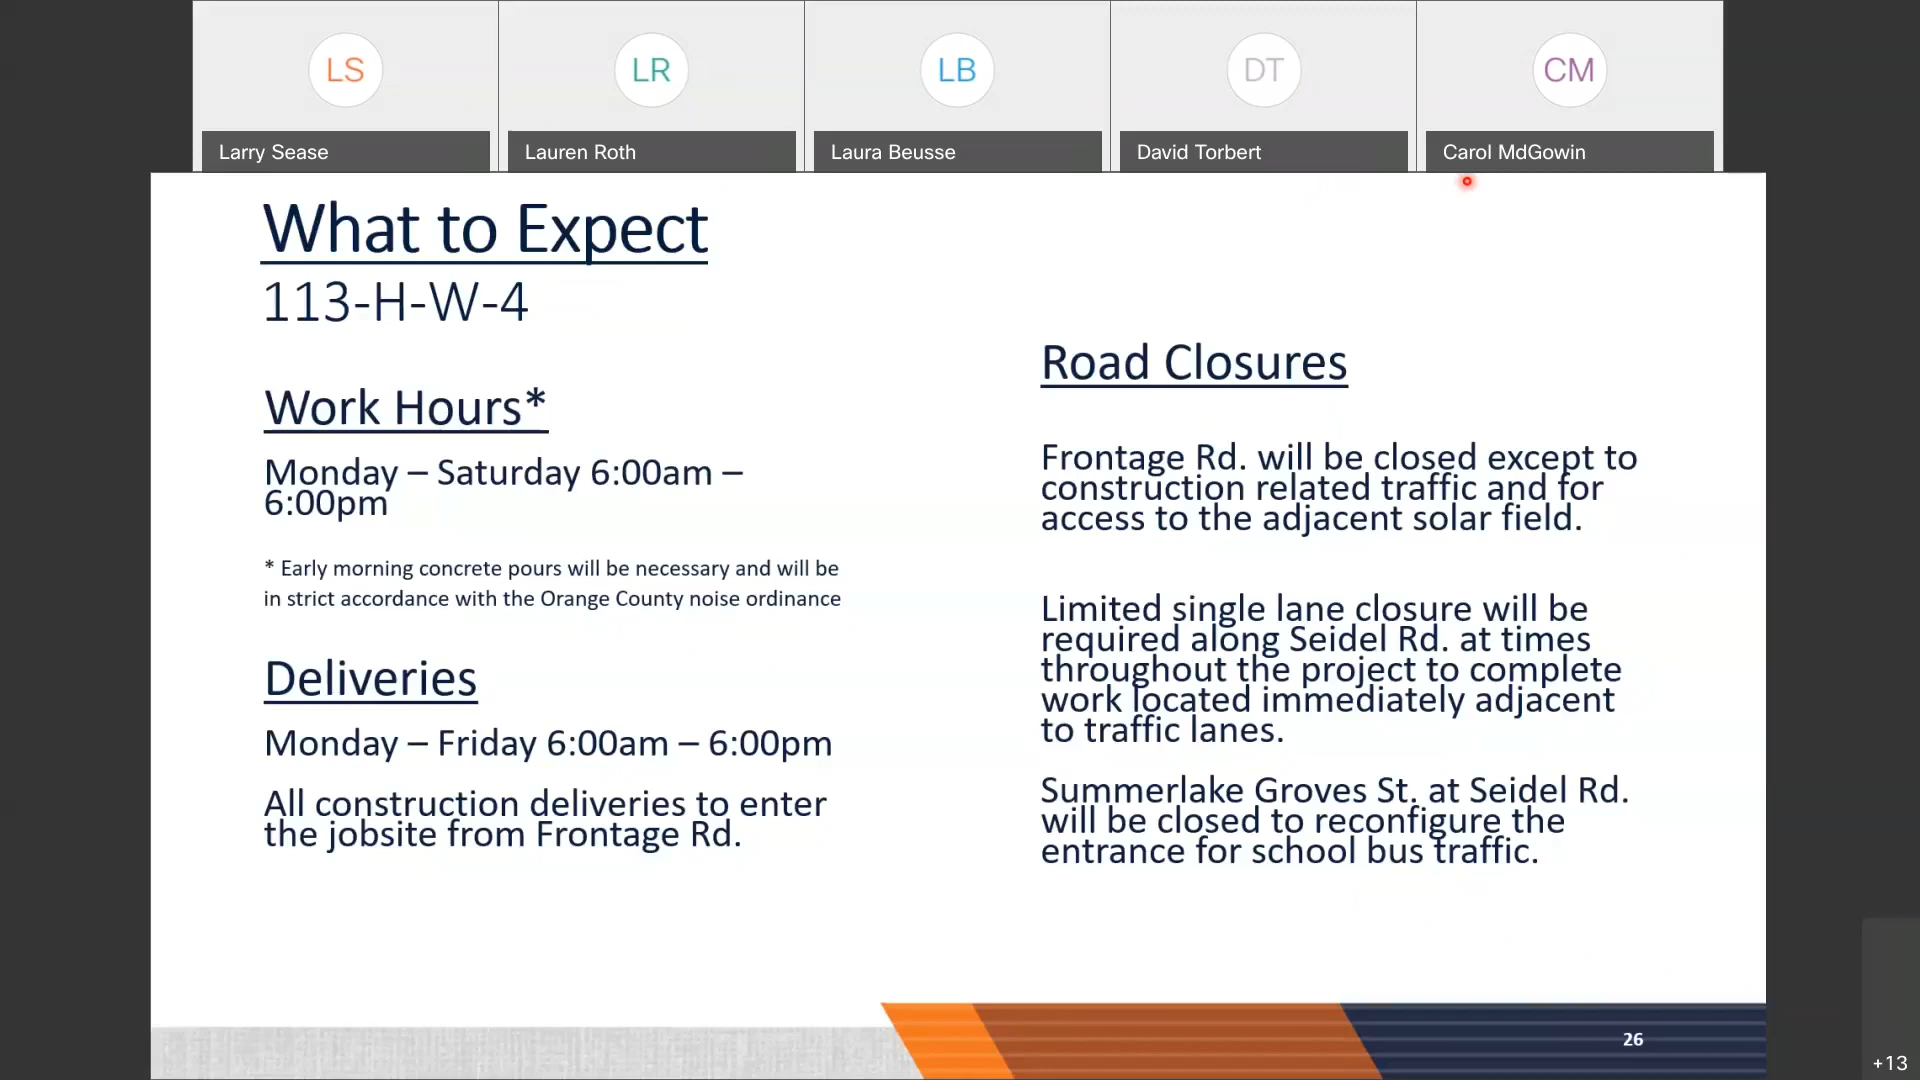 LS
LR
LB
DT
CM
Larry Sease
Lauren Roth
Laura Beusse
David Torbert
Carol MdGowin
What to Expect
113-H-W-4
Work Hours*
Monday – Saturday 6:00am –
6:00pm
* Early morning concrete pours will be necessary and will be
in strict accordance with the Orange County noise ordinance
Deliveries
Monday – Friday 6:00am – 6:00pm
All construction deliveries to enter
the jobsite from Frontage Rd.
Road Closures
Frontage Rd. will be closed except to
construction related traffic and for
access to the adjacent solar field.
Limited single lane closure will be
required along Seidel Rd. at times
throughout the project to complete
work located immediately adjacent
to traffic lanes.
Summerlake Groves St. at Seidel Rd.
will be closed to reconfigure the
entrance for school bus traffic.
26
+13